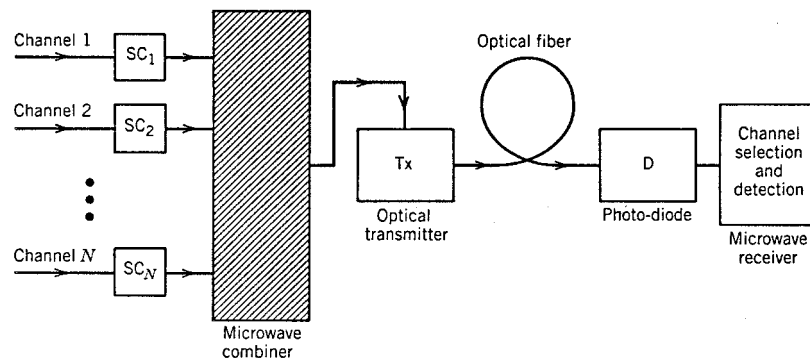 Channel 1
SC1
Channel 2
SC2
Channel N
SCN
Microwave
combiner
Tx
Optical
transmitter
Optical fiber
D
Photo-diode
Channel
selection
and
detection
Microwave
receiver